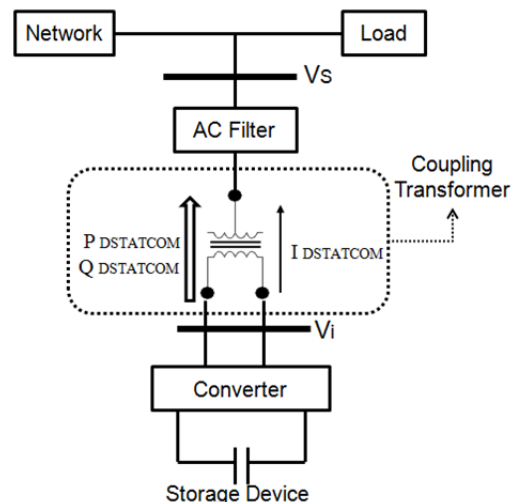 Network
Load
Vs
AC Filter
Coupling
Transformer
P DSTATCOM
Q DSTATCOM
I DSTATCOM
Vi
Converter
Storage Device